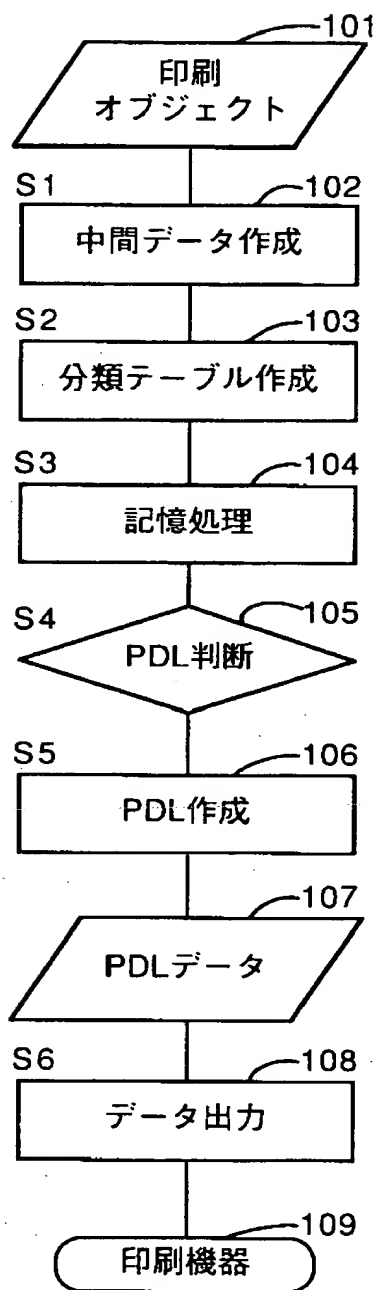 101
印刷
オブジェクト
S1
102
中間データ作成
S2
103
分類テーブル作成
S3
104
記憶処理
S4
105
PDL判断
S5
106
PDL作成
107
PDLデータ
S6
108
データ出力
109
印刷機器